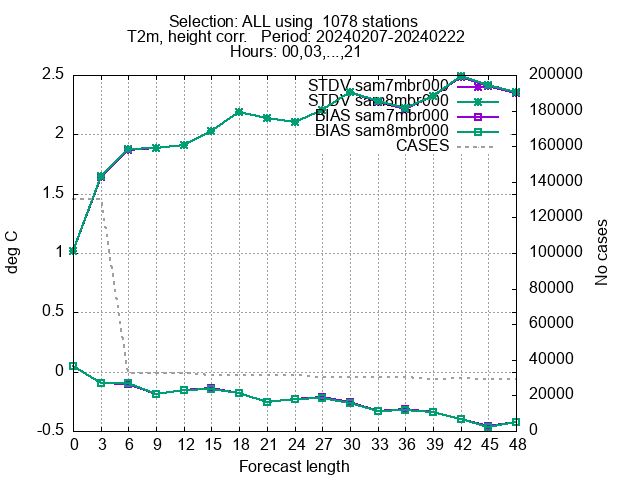 Selection: ALL using  1078 stations
T2m, height corr.   Period: 20240207-20240222
Hours: 00,03,...,21
STDV sam7mbr000
STDV sam8mbr000
BIAS sam7mbr000
BIAS sam8mbr000
CASES
2.5
2
1.5
1
0.5
0
-0.5
deg C
200000
180000
160000
140000
120000
100000
80000
60000
40000
20000
0
No cases
0 3 6 9 12 15 18 21 24 27 30 33 36 39 42 45 48
Forecast length